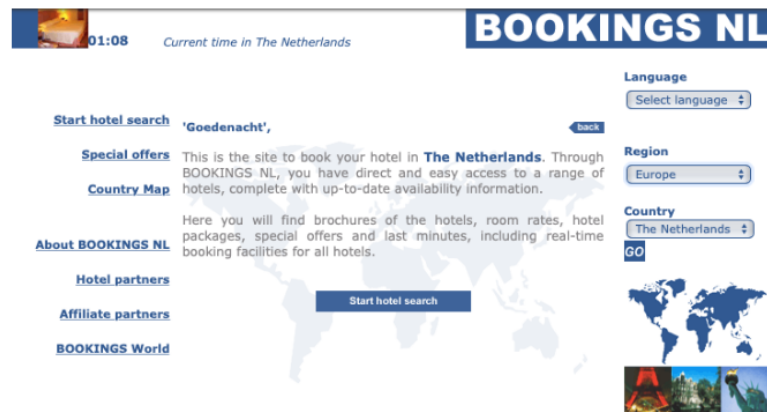 01:08 Current time in The Netherlands
BOOKINGS NL
Start hotel search
Special offers
Country Map
About BOOKINGS NL
Hotel partners
Affiliate partners
BOOKINGS World
'Goedenacht',
back
This is the site to book your hotel in The Netherlands. Through
BOOKINGS NL, you have direct and easy access to a range of
hotels, complete with up-to-date availability information.
Here you will find brochures of the hotels, room rates, hotel
packages, special offers and last minutes, including real-time
booking facilities for all hotels.
Start hotel search
Language
Select language
Region
Europe
Country
The Netherlands
GO